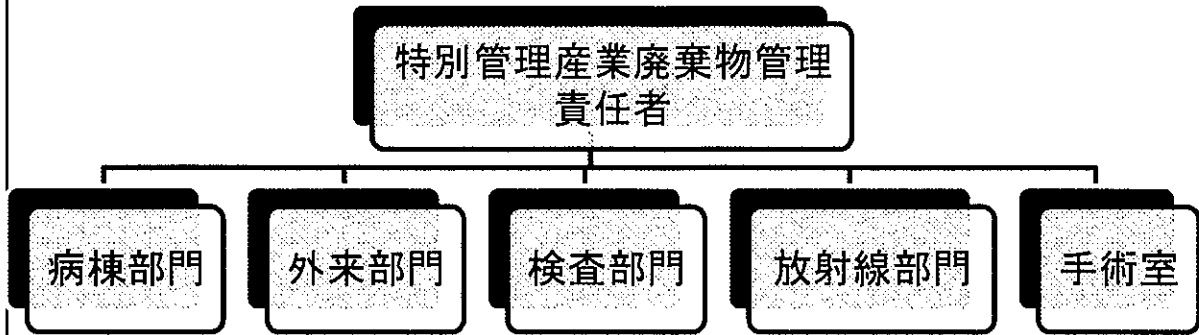 特別管理産業廃棄物管理
責任者
病棟部門
外来部門
検査部門
放射線部門
手術室